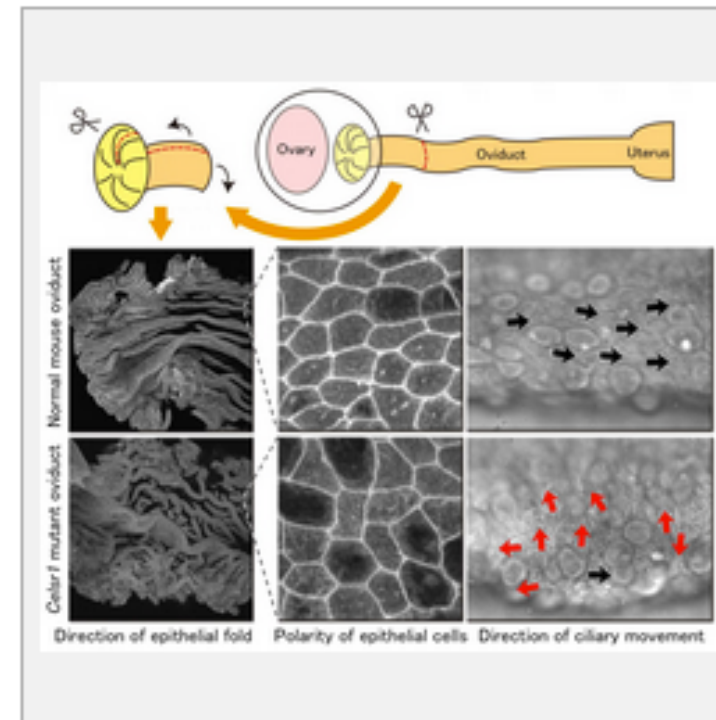 Ovary
Oviduct
Uterus
Normal mouse oviduct
Celsr1 mutant oviduct
Direction of epithelial fold
Polarity of epithelial cells
Direction of ciliary movement